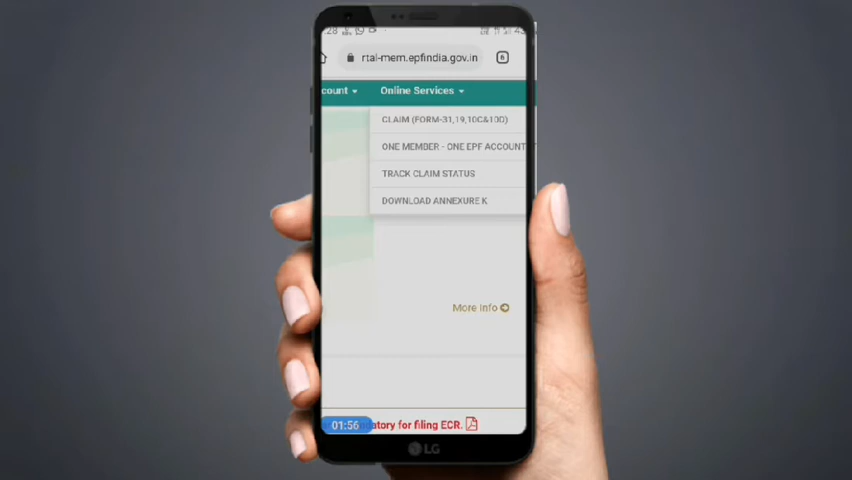 rtal-mem.epfindia.gov.in
6
count
Online Services
CLAIM (FORM-31,19,10C&10D)
ONE MEMBER - ONE EPF ACCOUNT
TRACK CLAIM STATUS
DOWNLOAD ANNEXURE K
More Info
01:56
atory for filing ECR.
LG